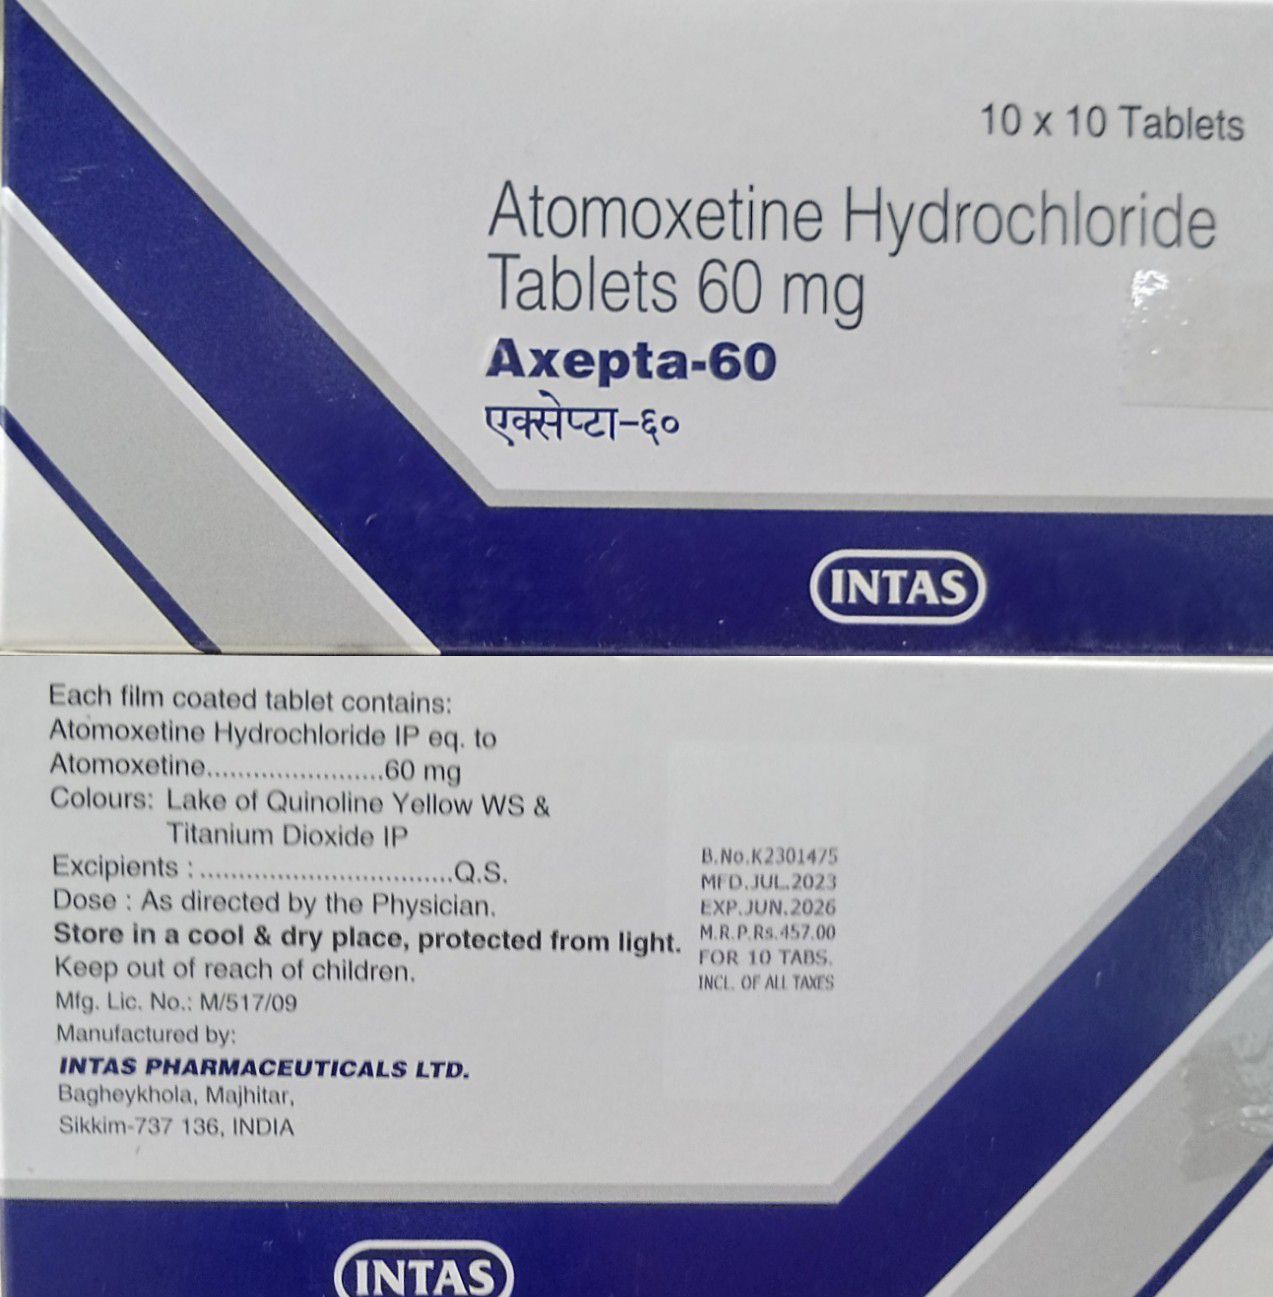 10 x 10 Tablets
Atomoxetine Hydrochloride
Tablets 60 mg
Axepta-60
एक्सेप्टा-६०
INTAS
Each film coated tablet contains:
Atomoxetine Hydrochloride IP eq. to
Atomoxetine.......................60 mg
Colours: Lake of Quinoline Yellow WS &
Titanium Dioxide IP
Excipients :.................................Q.S.
Dose : As directed by the Physician.
Store in a cool & dry place, protected from light.
Keep out of reach of children.
Mfg. Lic. No.: M/517/09
Manufactured by:
INTAS PHARMACEUTICALS LTD.
Bagheykhola, Majhitar,
Sikkim-737 136, INDIA
B.No.K2301475
MFD.JUL.2023
EXP.JUN.2026
M.R.P.Rs.457.00
FOR 10 TABS.
INCL. OF ALL TAXES
INTAS